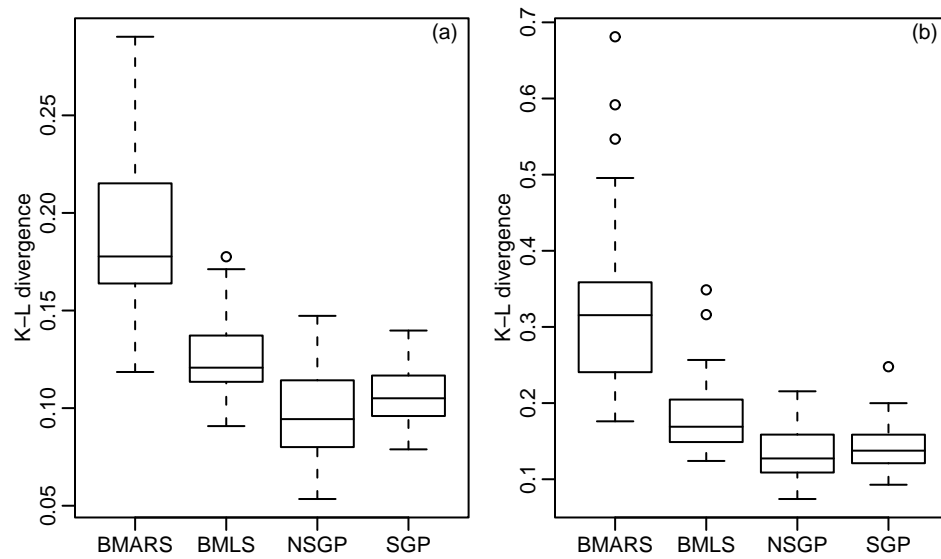 (a)
K–L divergence
0.25
0.20
0.15
0.10
0.05
BMARS BMLS NSGP SGP
(b)
K–L divergence
0.7
0.6
0.5
0.4
0.3
0.2
0.1
BMARS BMLS NSGP SGP